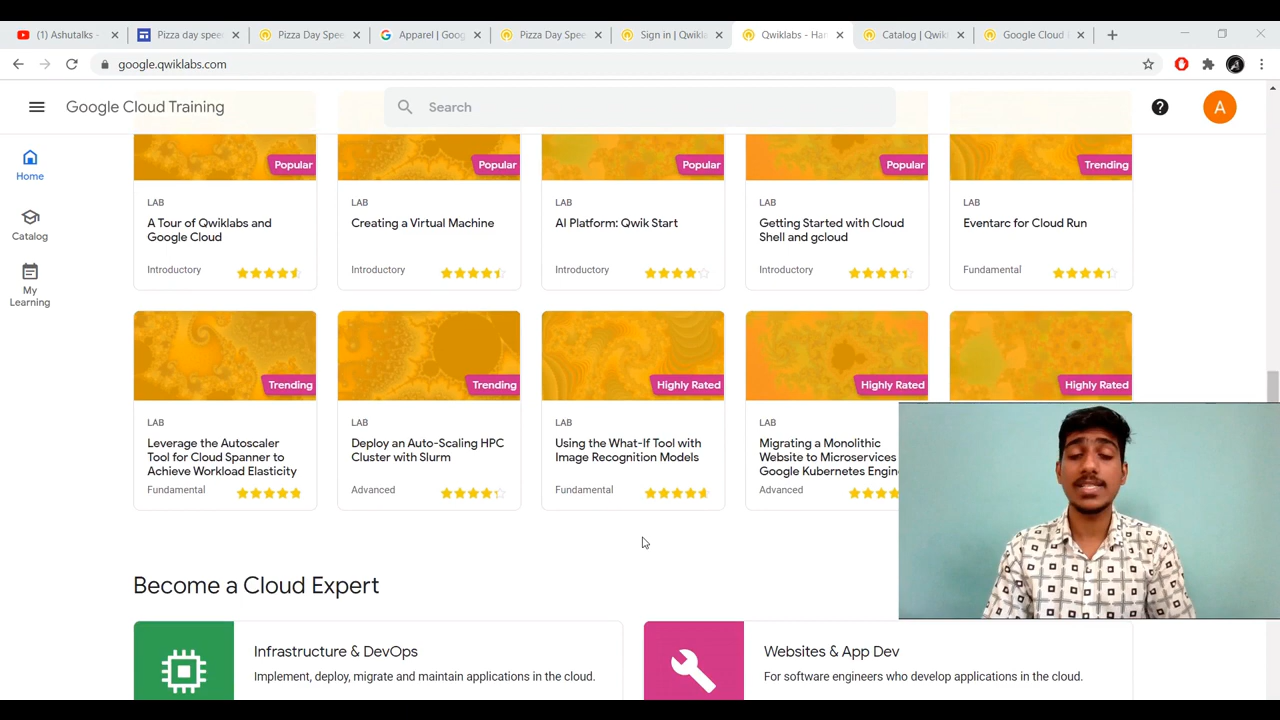 (1) Ashutalks -
Pizza day spee
Pizza Day Spee
Apparel | Goog
Pizza Day Spee
Sign in | Qwikla
Qwiklabs - Han
Catalog | Qwik
Google Cloud
google.qwiklabs.com
Google Cloud Training
Search
A
Home
Catalog
My
Learning
Popular
Popular
Popular
Popular
Trending
LAB
A Tour of Qwiklabs and
Google Cloud
Introductory
LAB
Creating a Virtual Machine
Introductory
LAB
AI Platform: Qwik Start
Introductory
LAB
Getting Started with Cloud
Shell and gcloud
Introductory
LAB
Eventarc for Cloud Run
Fundamental
Trending
Trending
Highly Rated
Highly Rated
Highly Rated
LAB
Leverage the Autoscaler
Tool for Cloud Spanner to
Achieve Workload Elasticity
Fundamental
LAB
Deploy an Auto-Scaling HPC
Cluster with Slurm
Advanced
LAB
Using the What-If Tool with
Image Recognition Models
Fundamental
LAB
Migrating a Monolithic
Website to Microservices
Google Kubernetes Engin
Advanced
Become a Cloud Expert
Infrastructure & DevOps
Implement, deploy, migrate and maintain applications in the cloud.
Websites & App Dev
For software engineers who develop applications in the cloud.